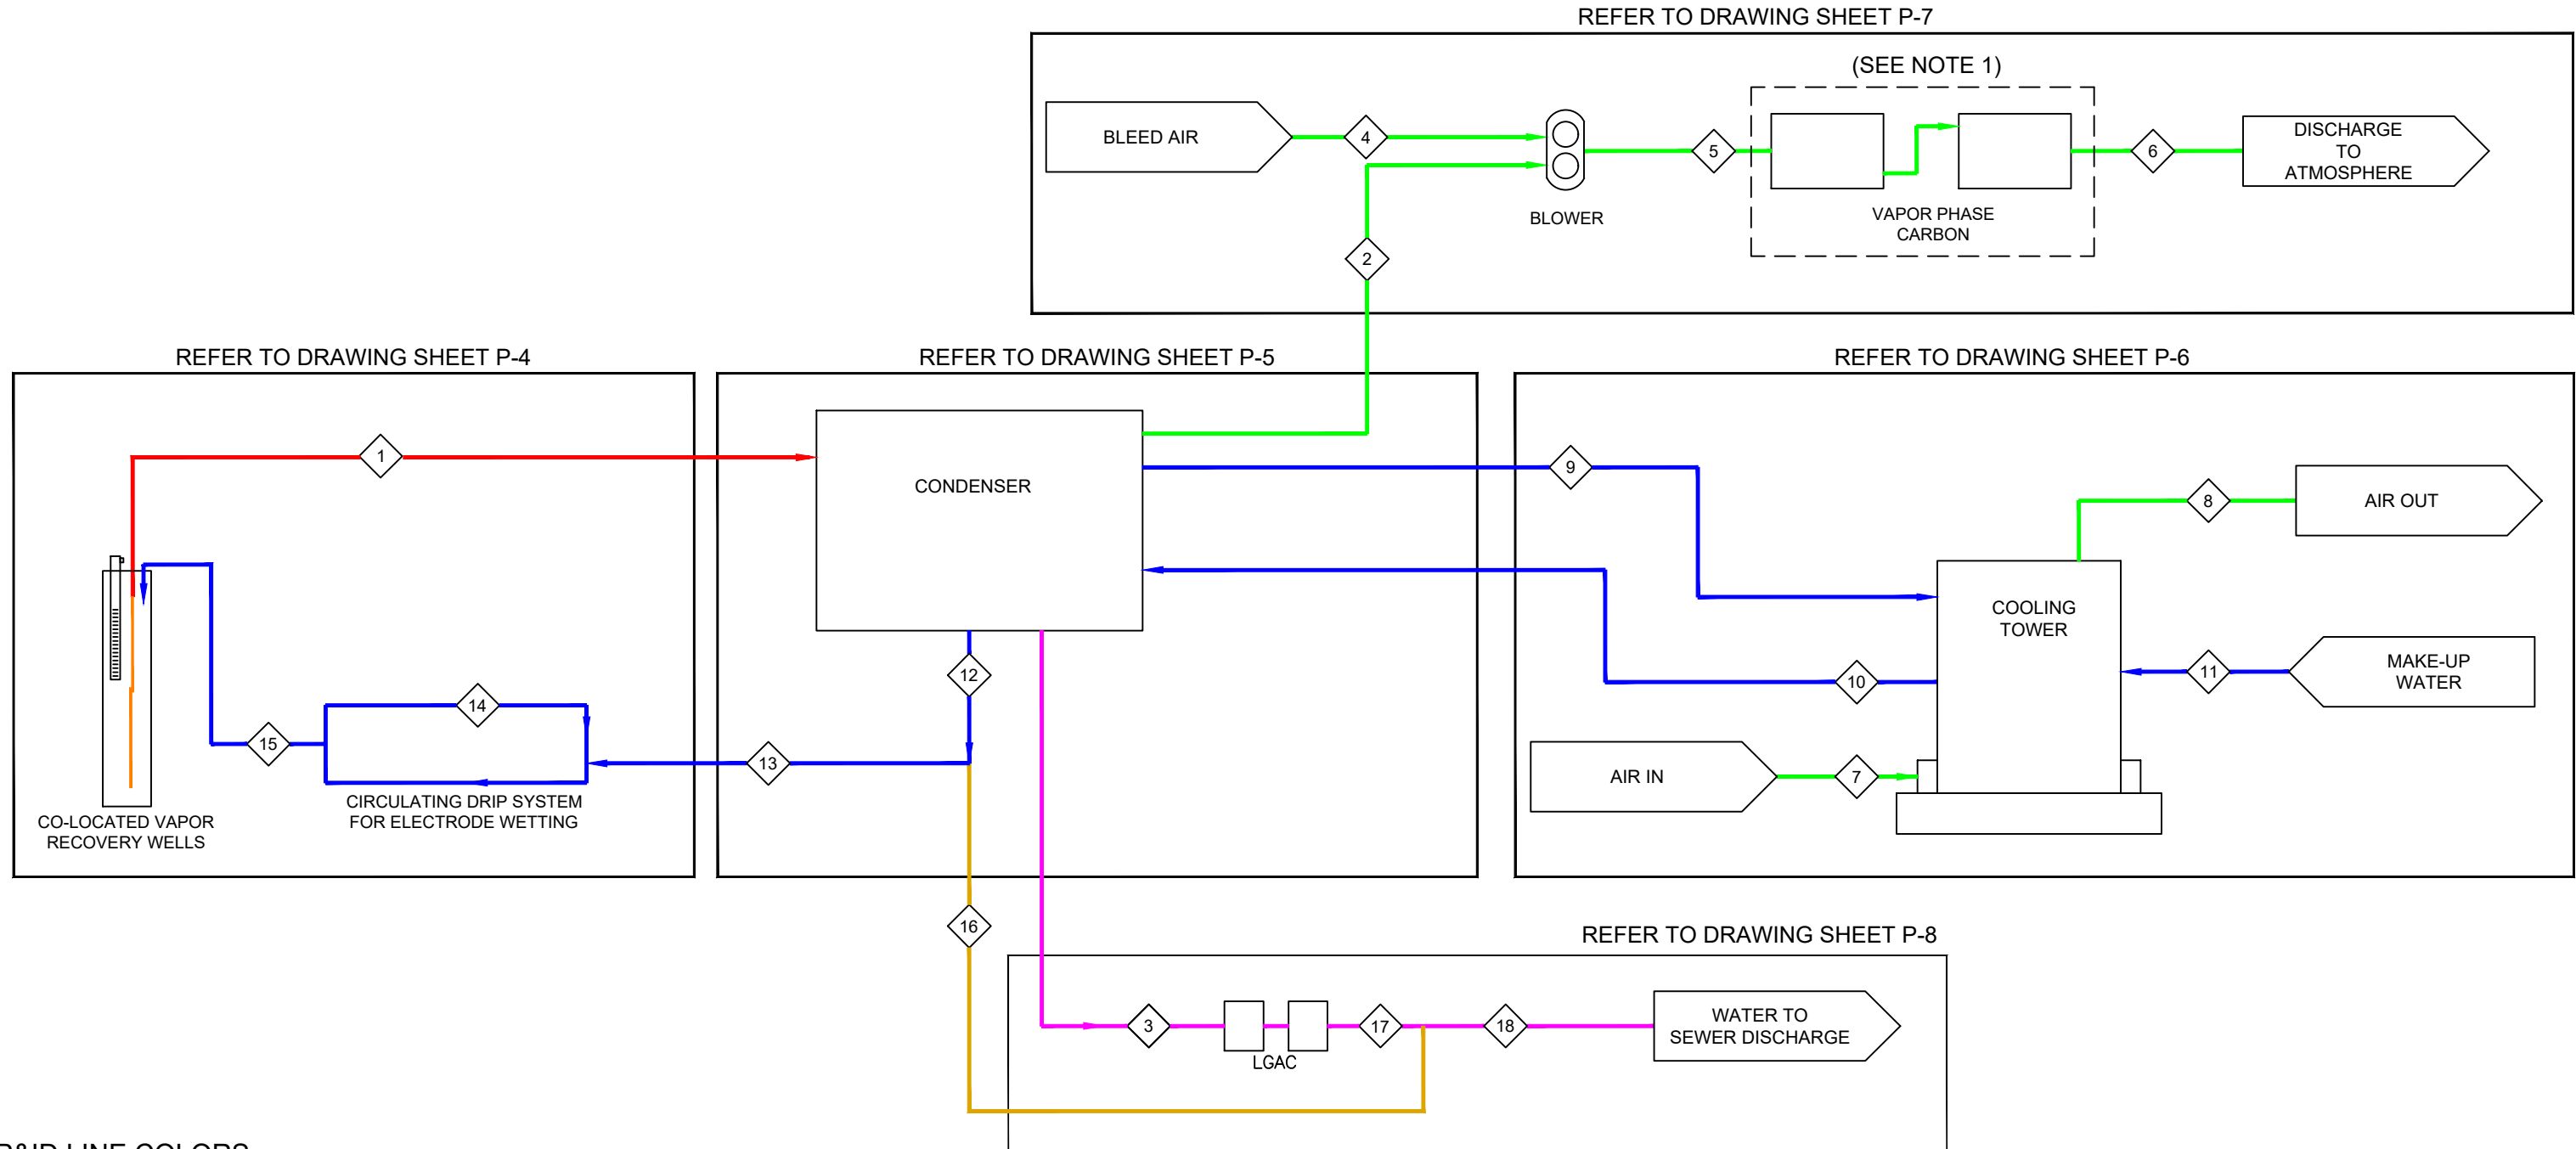 REFER TO DRAWING SHEET P-7
(SEE NOTE 1)
BLEED AIR
4
5
6
DISCHARGE
TO
ATMOSPHERE
BLOWER
VAPOR PHASE
CARBON
2
REFER TO DRAWING SHEET P-4
REFER TO DRAWING SHEET P-5
REFER TO DRAWING SHEET P-6
1
CONDENSER
9
8
AIR OUT
COOLING
TOWER
12
10
11
MAKE-UP
WATER
14
15
13
7
AIR IN
CIRCULATING DRIP SYSTEM
FOR ELECTRODE WETTING
CO-LOCATED VAPOR
RECOVERY WELLS
16
REFER TO DRAWING SHEET P-8
3
17
18
WATER TO
SEWER DISCHARGE
LGAC
P&ID LINE COLORS